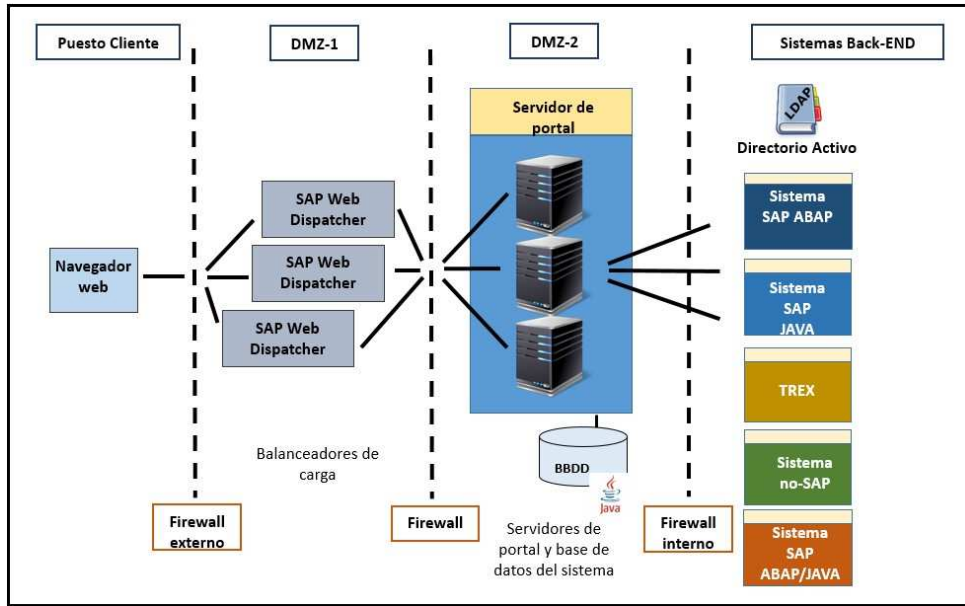 Puesto Cliente
DMZ-1
DMZ-2
Sistemas Back-END
Servidor de
portal
LDAP
Directorio Activo
SAP Web
Dispatcher
SAP Web
Dispatcher
SAP Web
Dispatcher
Navegador
web
Sistema
SAP ABAP
Sistema
SAP
JAVA
TREX
Sistema
no-SAP
Sistema
SAP
ABAP/JAVA
BBDD
Java
Balanceadores de
carga
Servidores de
portal y base de
datos del sistema
Firewall
externo
Firewall
Firewall
interno